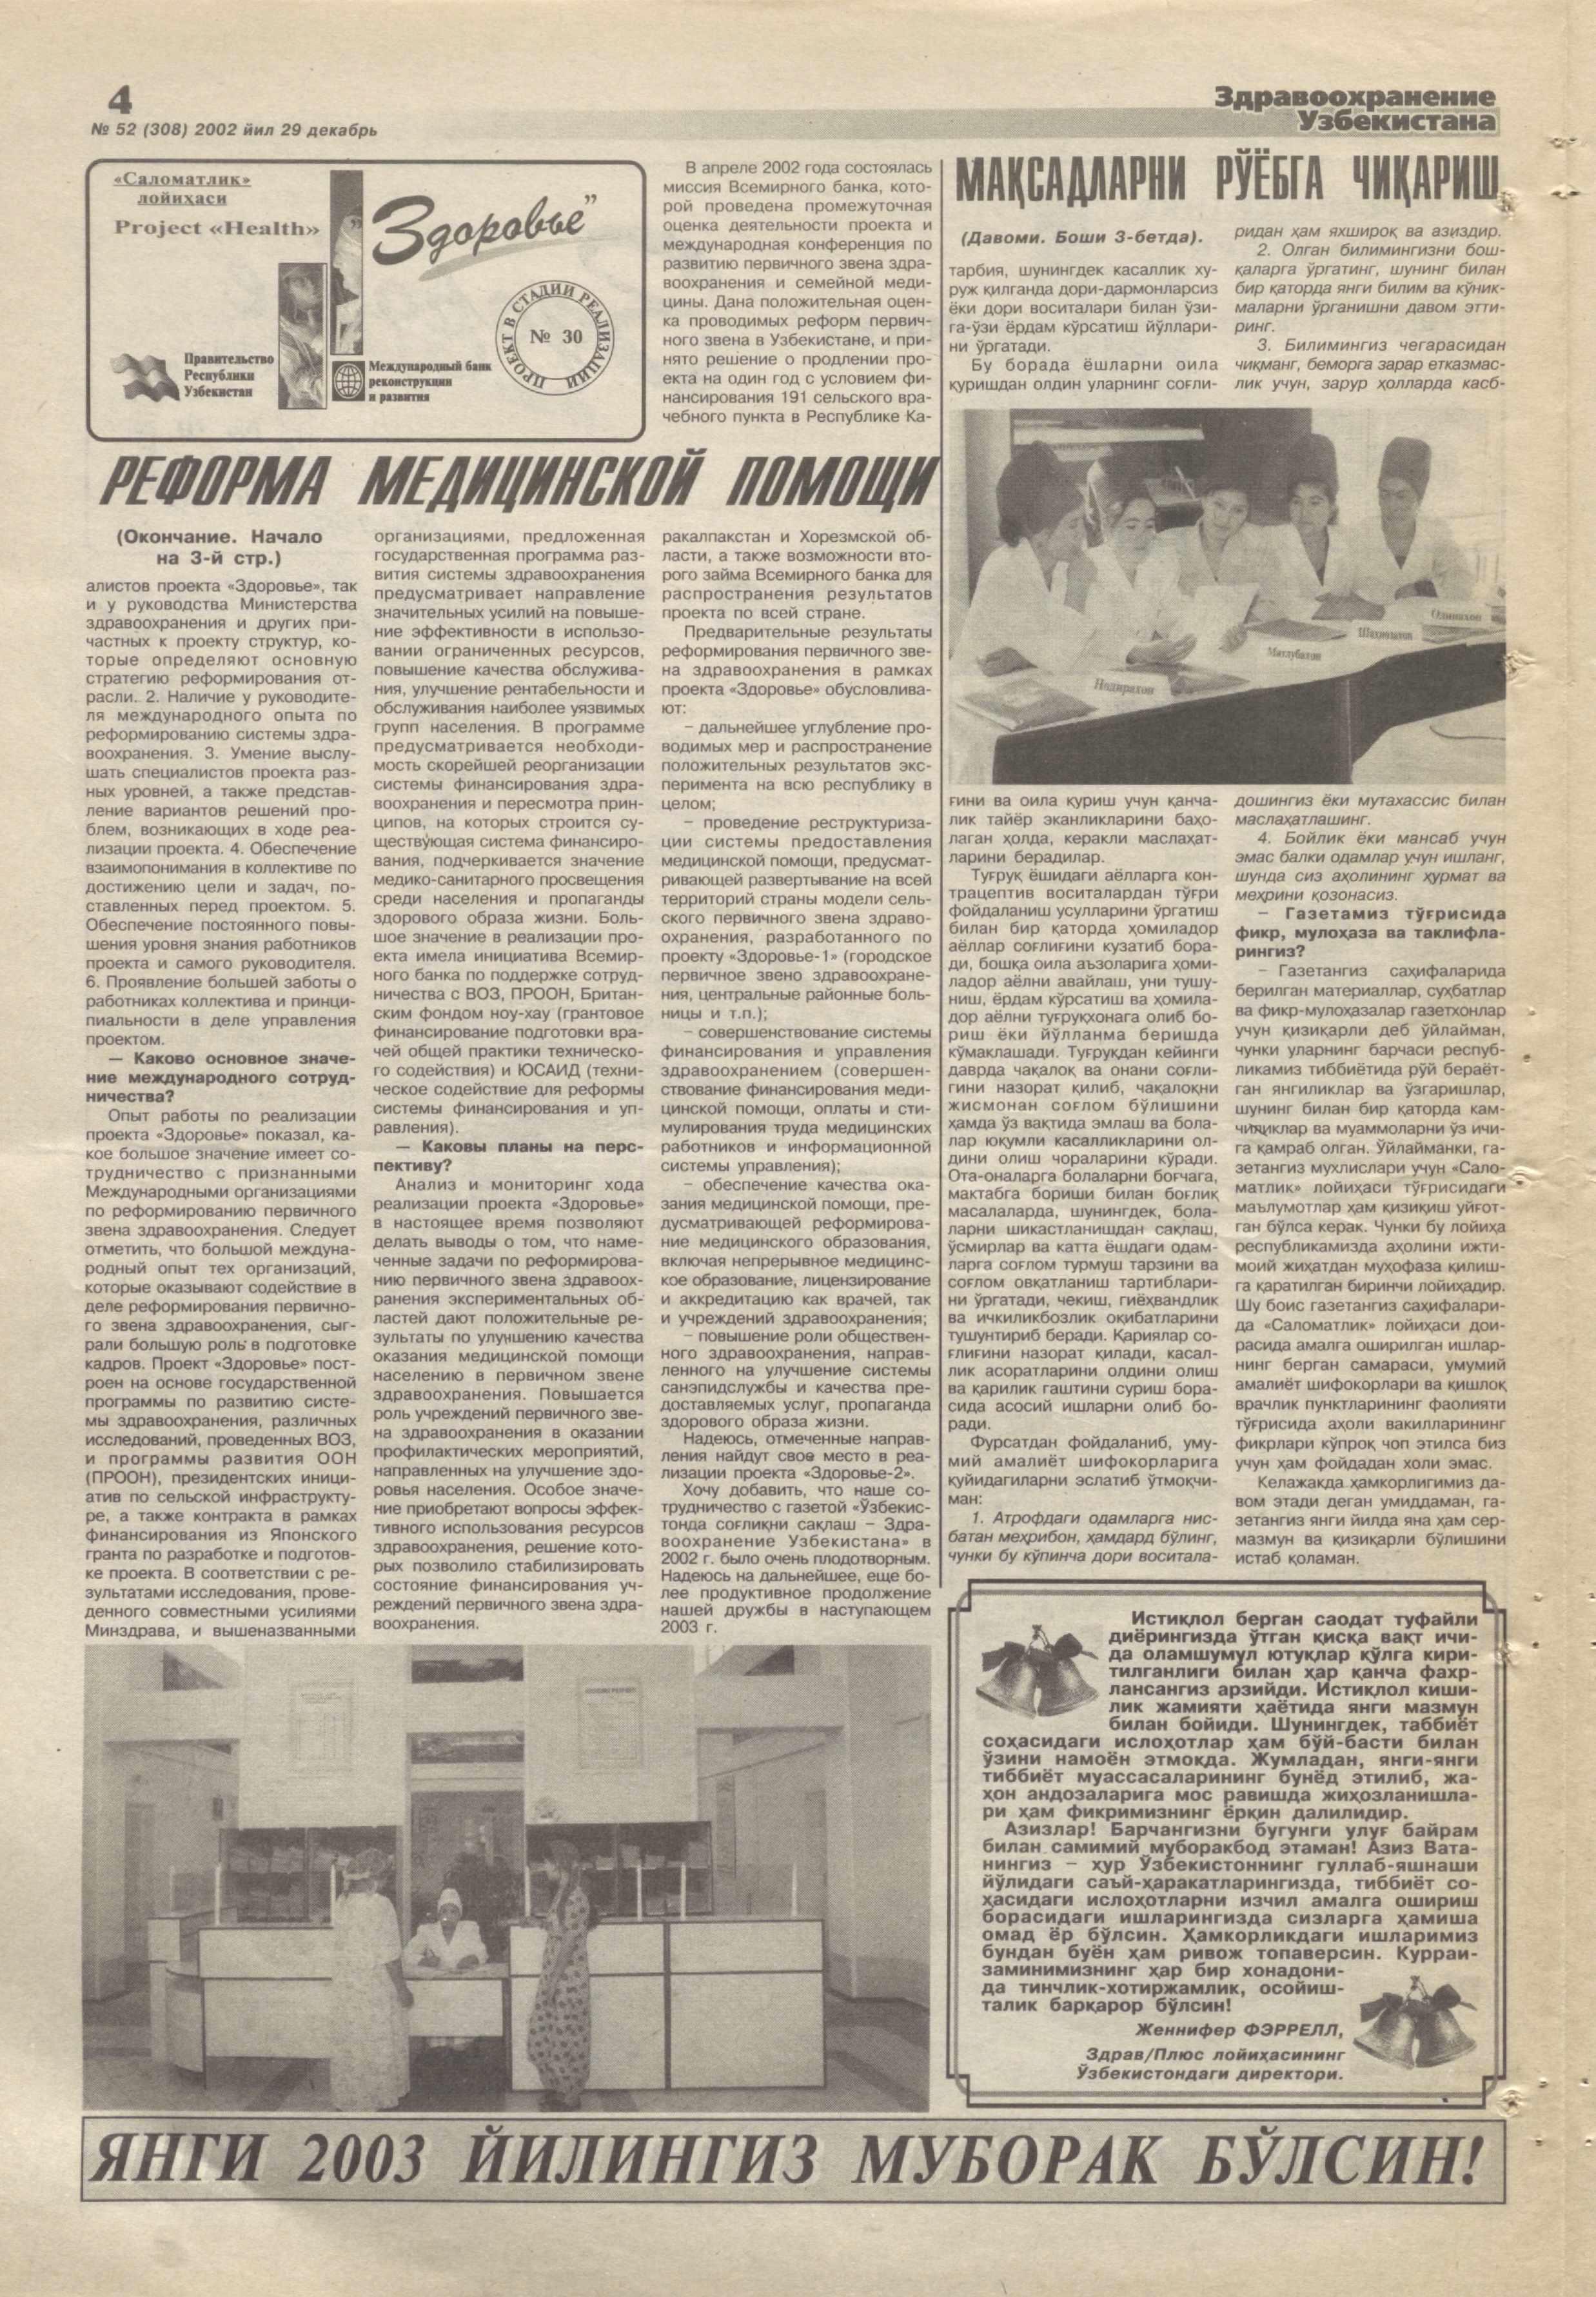 4
№ 52 (308) 2002 йил 29 декабрь
Здравоохранение
Узбекистана
«Саломатлик»
лойихаси
Project «Health»
Здоровье”
ПРОЕКТ В СТАДИИ РЕАЛИЗАЦИИ
№ 30
Правительство
Республики
Узбекистан
Международный банк
реконструкции
и развития
РЕФОРМА МЕДИЦИНСКОЙ ПОМОЩИ
(Окончание. Начало
на 3-й стр.)
алистов проекта «Здоровье», так
и у руководства Министерства
здравоохранения и других при-
частных к проекту структур, ко-
торые определяют основную
стратегию реформирования от-
расли. 2. Наличие у руководите-
ля международного опыта по
реформированию системы здра-
воохранения. 3. Умение выслу-
шать специалистов проекта раз-
ных уровней, а также представ-
ление вариантов решений про-
блем, возникающих в ходе реа-
лизации проекта. 4. Обеспечение
взаимопонимания в коллективе по
достижению цели и задач, по-
ставленных перед проектом. 5.
Обеспечение постоянного повы-
шения уровня знания работников
проекта и самого руководителя.
6. Проявление большей заботы о
работниках коллектива и принци-
пиальности в деле управления
проектом.
— Каково основное значе-
ние международного сотруд-
ничества?
Опыт работы по реализации
проекта «Здоровье» показал, ка-
кое большое значение имеет со-
трудничество с признанными
Международными организациями
по реформированию первичного
звена здравоохранения. Следует
отметить, что большой междуна-
родный опыт тех организаций,
которые оказывают содействие в
деле реформирования первично-
го звена здравоохранения, сыг-
рали большую роль в подготовке
кадров. Проект «Здоровье» пост-
роен на основе государственной
программы по развитию систе-
мы здравоохранения, различных
исследований, проведенных ВОЗ,
и программы развития ООН
(ПРООН), президентских иници-
атив по сельской инфраструкту-
ре, а также контракта в рамках
финансирования из Японского
гранта по разработке и подготов-
ке проекта. В соответствии с ре-
зультатами исследования, прове-
денного совместными усилиями
Минздрава, и вышеназванными
организациями, предложенная
государственная программа раз-
вития системы здравоохранения
предусматривает направление
значительных усилий на повыше-
ние эффективности в использо-
вании ограниченных ресурсов,
повышение качества обслужива-
ния, улучшение рентабельности и
обслуживания наиболее уязвимых
групп населения. В программе
предусматривается необходи-
мость скорейшей реорганизации
системы финансирования здра-
воохранения и пересмотра прин-
ципов, на которых строится су-
ществующая система финансиро-
вания, подчеркивается значение
медико-санитарного просвещения
среди населения и пропаганды
здорового образа жизни. Боль-
шое значение в реализации про-
екта имела инициатива Всемир-
ного банка по поддержке сотруд-
ничества с ВОЗ, ПРООН, Британ-
ским фондом ноу-хау (грантовое
финансирование подготовки вра-
чей общей практики техническо-
го содействия) и ЮСАИД (техни-
ческое содействие для реформы
системы финансирования и уп-
равления).
— Каковы планы на перс-
пективу?
Анализ и мониторинг хода
реализации проекта «Здоровье»
в настоящее время позволяют
делать выводы о том, что наме-
ченные задачи по реформирова-
нию первичного звена здравоох-
ранения экспериментальных об-
ластей дают положительные ре-
зультаты по улучшению качества
оказания медицинской помощи
населению в первичном звене
здравоохранения. Повышается
роль учреждений первичного зве-
на здравоохранения в оказании
профилактических мероприятий,
направленных на улучшение здо-
ровья населения. Особое значе-
ние приобретают вопросы эффек-
тивного использования ресурсов
здравоохранения, решение кото-
рых позволило стабилизировать
состояние финансирования уч-
реждений первичного звена здра-
воохранения.
В апреле 2002 года состоялась
миссия Всемирного банка, кото-
рой проведена промежуточная
оценка деятельности проекта и
международная конференция по
развитию первичного звена здра-
воохранения и семейной меди-
цины. Дана положительная оцен-
ка проводимых реформ первич-
ного звена в Узбекистане, и при-
нято решение о продлении про-
екта на один год с условием фи-
нансирования 191 сельского вра-
чебного пункта в Республике Ка-
ракалпакстан и Хорезмской об-
ласти, а также возможности вто-
рого займа Всемирного банка для
распространения результатов
проекта по всей стране.
Предварительные результаты
реформирования первичного зве-
на здравоохранения в рамках
проекта «Здоровье» обусловлива-
ют:
– дальнейшее углубление про-
водимых мер и распространение
положительных результатов экс-
перимента на всю республику в
целом;
– проведение реструктуриза-
ции системы предоставления
медицинской помощи, предусмат-
ривающей развертывание на всей
территорий страны модели сель-
ского первичного звена здраво-
охранения, разработанного по
проекту «Здоровье-1» (городское
первичное звено здравоохране-
ния, центральные районные боль-
ницы и т.п.);
– совершенствование системы
финансирования и управления
здравоохранением (совершен-
ствование финансирования меди-
цинской помощи, оплаты и сти-
мулирования труда медицинских
работников и информационной
системы управления);
– обеспечение качества ока-
зания медицинской помощи, пре-
дусматривающей реформирова-
ние медицинского образования,
включая непрерывное медицинс-
кое образование, лицензирование
и аккредитацию как врачей, так
и учреждений здравоохранения;
– повышение роли обществен-
ного здравоохранения, направ-
ленного на улучшение системы
санэпидслужбы и качества пре-
доставляемых услуг, пропаганда
здорового образа жизни.
Надеюсь, отмеченные направ-
ления найдут свое место в реа-
лизации проекта «Здоровье-2».
Хочу добавить, что наше со-
трудничество с газетой «Ўзбекис-
тонда соғлиқни сақлаш – Здра-
воохранение Узбекистана» в
2002 г. было очень плодотворным.
Надеюсь на дальнейшее, еще бо-
лее продуктивное продолжение
нашей дружбы в наступающем
2003 г.
МАҚСАДЛАРНИ РЎЁБГА ЧИҚАРИШ
(Давоми. Боши 3-бетда).
тарбия, шунингдек касаллик ху-
руж қилганда дори-дармонларсиз
ёки дори воситалари билан ўзи-
га-ўзи ёрдам кўрсатиш йўллари-
ни ўргатади.
Бу борада ёшларни оила
қуришдан олдин уларнинг соғли-
Нодирахон
Матлубахон
Шахноза­хон
Одинахон
ғини ва оила қуриш учун қанча-
лик тайёр эканликларини баҳо-
лаган ҳолда, керакли маслаҳат-
ларини берадилар.
Туғруқ ёшидаги аёлларга кон-
трацептив воситалардан тўғри
фойдаланиш усулларини ўргатиш
билан бир қаторда ҳомиладор
аёллар соғлиғини кузатиб бора-
ди, бошқа оила аъзоларига ҳоми-
ладор аёлни авайлаш, уни тушу-
ниш, ёрдам кўрсатиш ва ҳомила-
дор аёлни туғруқхонага олиб бо-
риш ёки йўлланма беришда
кўмаклашади. Туғруқдан кейинги
даврда чақалоқ ва онани соғли-
гини назорат қилиб, чақалоқни
жисмонан соғлом бўлишини
ҳамда ўз вақтида эмлаш ва бола-
лар юқумли касалликларини ол-
дини олиш чораларини кўради.
Ота-оналарга болаларни боғчага,
мактабга бориши билан боғлиқ
масалаларда, шунингдек, бола-
ларни шикастланишдан сақлаш,
ўсмирлар ва катта ёшдаги одам-
ларга соғлом турмуш тарзини ва
соғлом овқатланиш тартиблари-
ни ўргатади, чекиш, гиёҳвандлик
ва ичкиликбозлик оқибатларини
тушунтириб беради. Қариялар со-
ғлиғини назорат қилади, касал-
лик асоратларини олдини олиш
ва қарилик гаштини суриш бора-
сида асосий ишларни олиб бо-
ради.
Фурсатдан фойдаланиб, уму-
мий амалиёт шифокорларига
қуйидагиларни эслатиб ўтмоқчи-
ман:
1. Атрофдаги одамларга нис-
батан меҳрибон, ҳамдард бўлинг,
чунки бу кўпинча дори восита­ла-
ридан ҳам яхшироқ ва азиздир.
2. Олган билимингизни бош-
қаларга ўргатинг, шунинг билан
бир қаторда янги билим ва кўник-
маларни ўрганишни давом этти-
ринг.
3. Билимингиз чегарасидан
чиқманг, беморга зарар етказмас-
лик учун, зарур ҳолларда касб-
дошингиз ёки мутахассис билан
маслаҳатлашинг.
4. Бойлик ёки мансаб учун
эмас балки одамлар учун ишланг,
шунда сиз аҳолининг ҳурмат ва
меҳрини қозонасиз.
– Газетамиз тўғрисида
фикр, мулоҳаза ва таклифла-
рингиз?
– Газетангиз саҳифаларида
берилган материаллар, суҳбатлар
ва фикр-мулоҳазалар газетхонлар
учун қизиқарли деб ўйлайман,
чунки уларнинг барчаси респуб-
ликамиз тиббиётида рўй бераёт-
ган янгиликлар ва ўзгаришлар,
шунинг билан бир қаторда кам-
чиликлар ва муаммоларни ўз ичи-
га қамраб олган. Ўйлайманки, га-
зетангиз мухлислари учун «Сало-
матлик» лойиҳаси тўғрисидаги
маълумотлар ҳам қизиқиш уйғот-
ган бўлса керак. Чунки бу лойиҳа
республикамизда аҳолини ижти-
моий жиҳатдан муҳофаза қилиш-
га қаратилган биринчи лойиҳадир.
Шу боис газетангиз саҳифалари-
да «Саломатлик» лойиҳаси дои-
расида амалга оширилган ишлар-
нинг берган самараси, умумий
амалиёт шифокорлари ва қишлоқ
врачлик пунктларининг фаолияти
тўғрисида аҳоли вакилларининг
фикрлари кўпроқ чоп этилса биз
учун ҳам фойдадан холи эмас.
Келажакда ҳамкорлигимиз да-
вом этади деган умиддаман, га-
зетангиз янги йилда яна ҳам сер-
мазмун ва қизиқарли бўлишини
истаб қоламан.
Истиқлол берган саодат туфайли
диёрингизда ўтган қисқа вақт ичи-
да оламшумул ютуқлар қўлга кири-
тилганлиги билан ҳар қанча фахр-
лансангиз арзийди. Истиқлол киши-
лик жамияти ҳаётида янги мазмун
билан бойиди. Шунингдек, таббиёт
соҳасидаги ислоҳотлар ҳам бўй-басти билан
ўзини намоён этмоқда. Жумладан, янги-янги
тиббиёт муассасаларининг бунёд этилиб, жа-
ҳон андозаларига мос равишда жиҳозланишла-
ри ҳам фикримизнинг ёрқин далилидир.
Азизлар! Барчангизни бугунги улуғ байрам
билан самимий муборакбод этаман! Азиз Вата-
нингиз – ҳур Ўзбекистоннинг гуллаб-яшнаши
йўлидаги саъй-ҳаракатларингизда, тиббиёт со-
ҳасидаги ислоҳотларни изчил амалга ошириш
борасидаги ишларингизда сизларга ҳамиша
омад ёр бўлсин. Ҳамкорликдаги ишларимиз
бундан буён ҳам ривож топаверсин. Курраи-
заминимизнинг ҳар бир хонадони-
да тинчлик-хотиржамлик, осойиш-
талик барқарор бўлсин!
Женнифер ФЭРРЕЛЛ,
Здрав/Плюс лойиҳасининг
Ўзбекистондаги директори.
ЯНГИ 2003 ЙИЛИНГИЗ МУБОРАК БЎЛСИН!